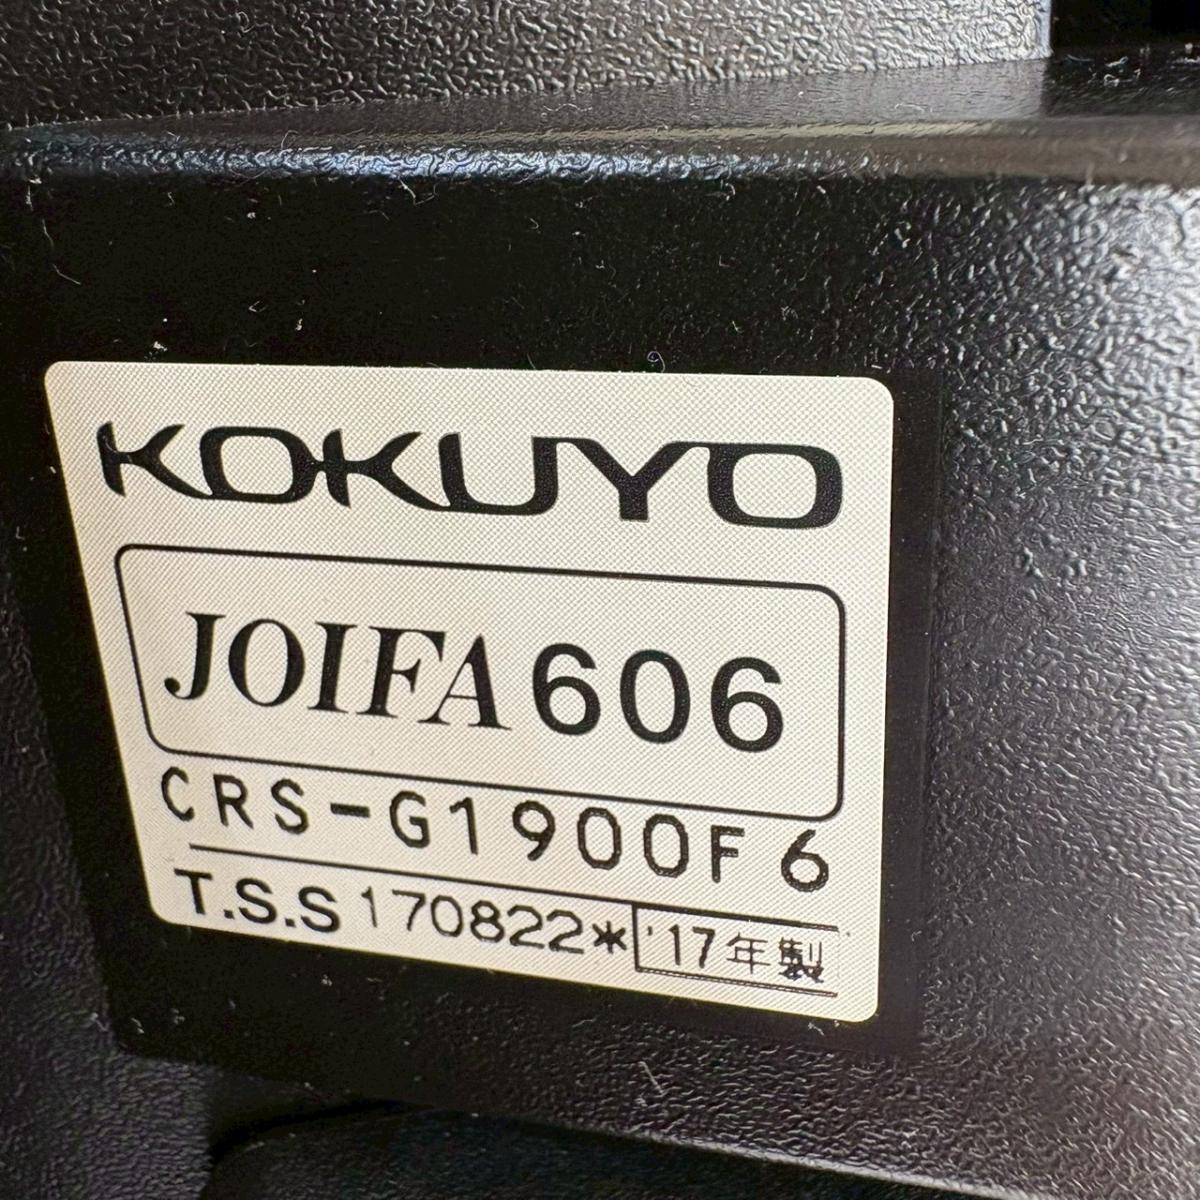 KOKUYO
JOIFA 606
CRS-G1900F6
T.S.S 170822* '17年製